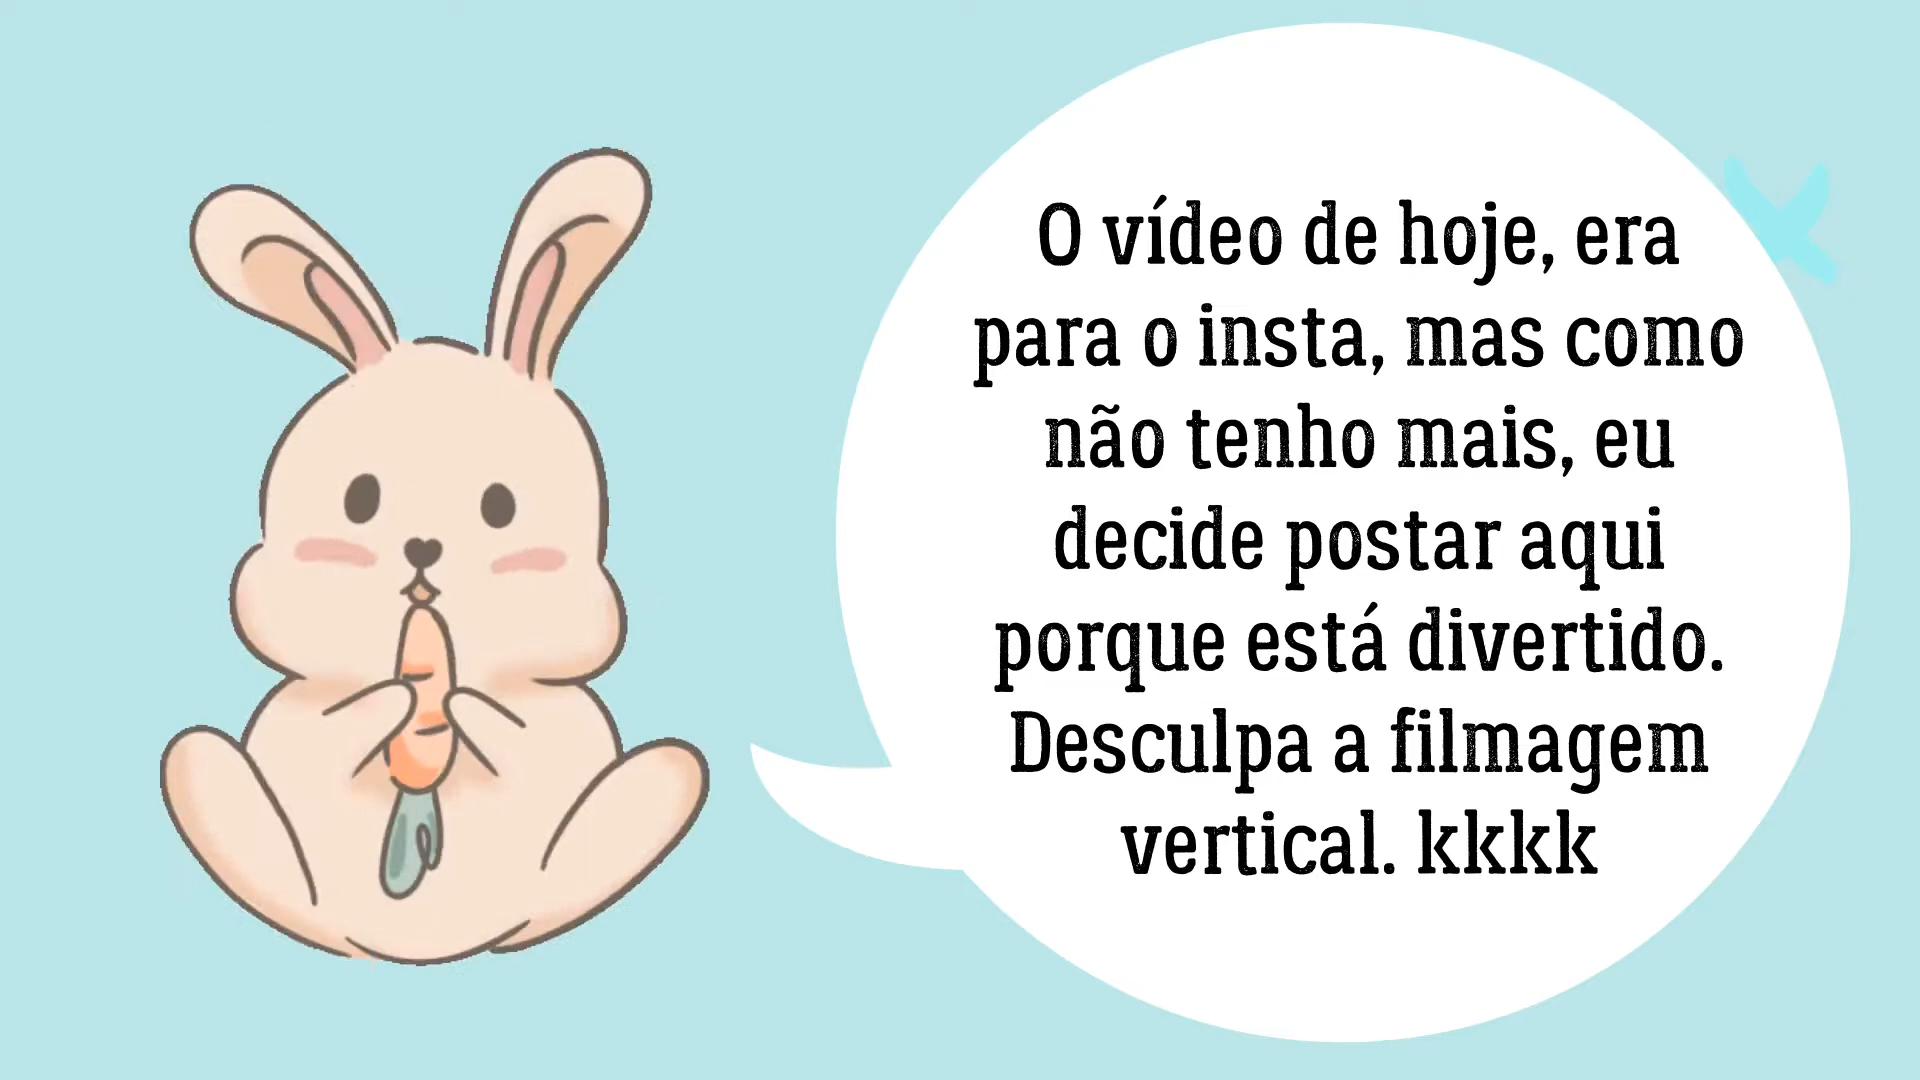 O vídeo de hoje, era
para o insta, mas como
não tenho mais, eu
decide postar aqui
porque está divertido.
Desculpa a filmagem
vertical. kkkk